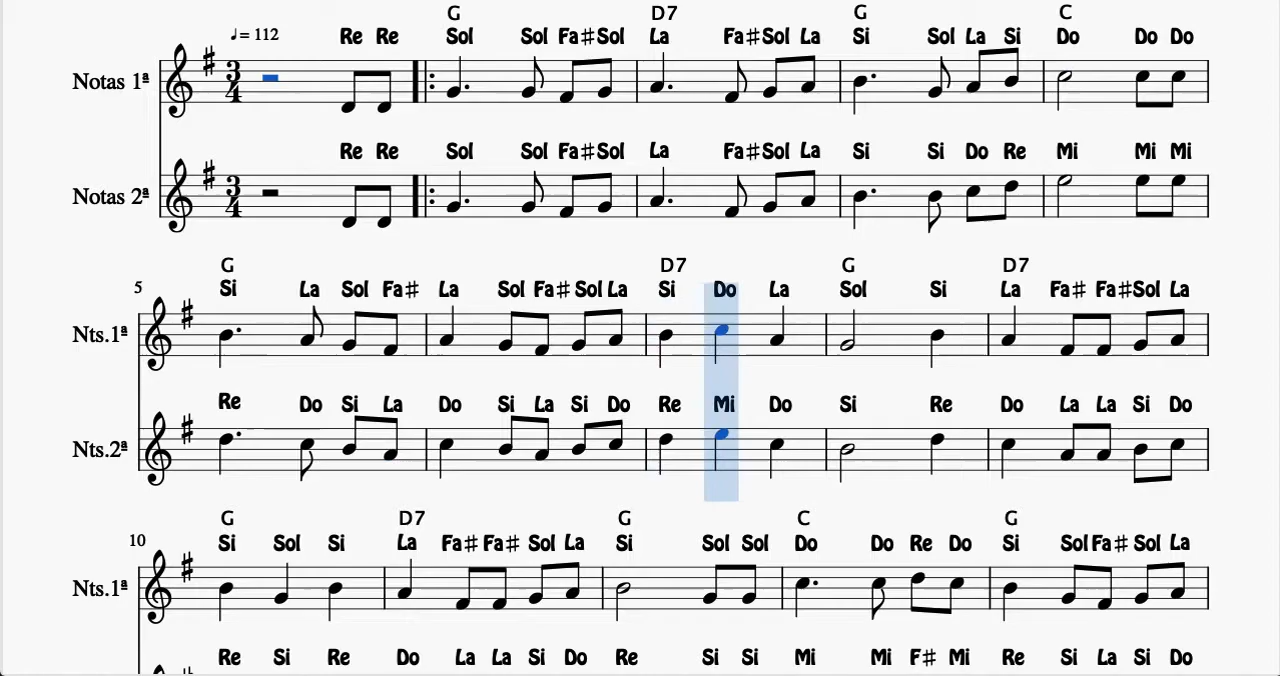 G D7 G C
♩= 112 Re Re Sol Sol Fa♯ Sol La Fa♯ Sol La Si Sol La Si Do Do Do
Notas 1ª 3/4
Re Re Sol Sol Fa♯ Sol La Fa♯ Sol La Si Si Do Re Mi Mi Mi
Notas 2ª 3/4
G D7 G D7
5 Si La Sol Fa♯ La Sol Fa♯ Sol La Si Do La Sol Si La Fa♯ Fa♯ Sol La
Nts.1ª
Re Do Si La Do Si La Si Do Re Mi Do Si Re Do La La Si Do
Nts.2ª
G D7 G C G
10 Si Sol Si La Fa♯ Fa♯ Sol La Si Sol Sol Do Do Re Do Si Sol Fa♯ Sol La
Nts.1ª
Re Si Re Do La La Si Do Re Si Si Mi Mi F♯ Mi Re Si La Si Do